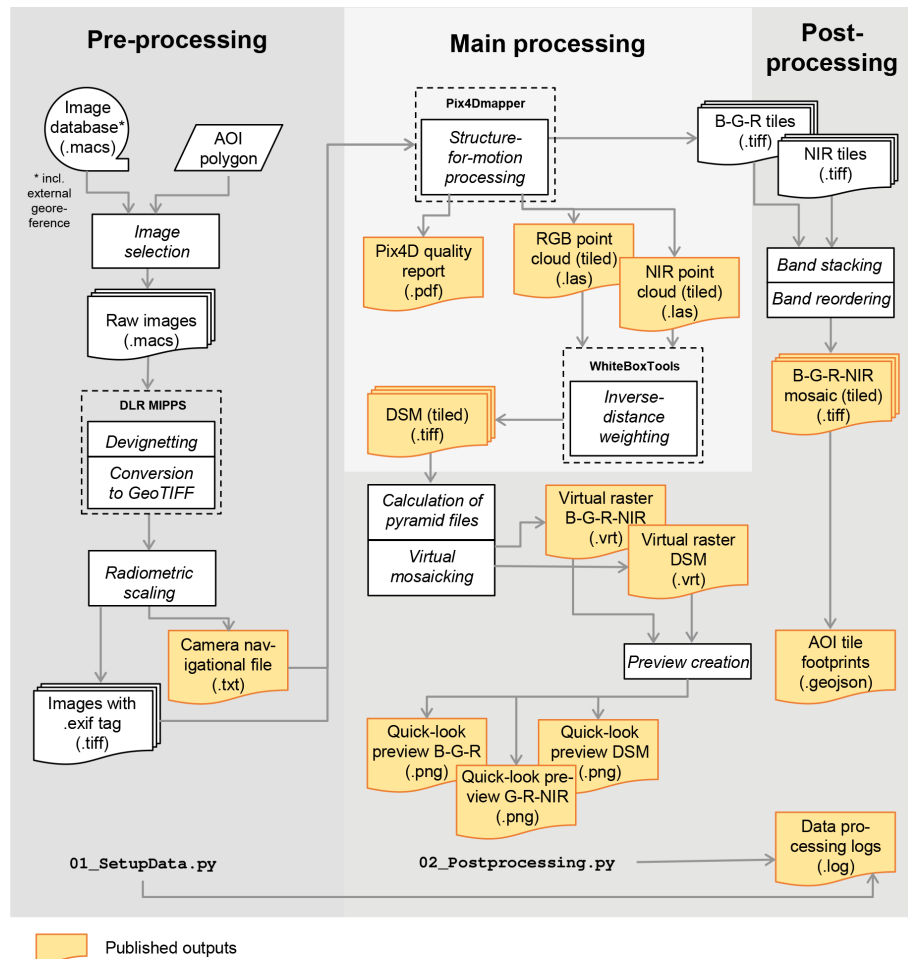 Pre-processing
Main processing
Post-
processing
Image
database*
(.macs)
AOI
polygon
* incl.
external
geore-
ference
Image
selection
Raw images
(.macs)
DLR MIPPS
Devignetting
Conversion
to GeoTIFF
Radiometric
scaling
Camera nav-
igational file
(.txt)
Images with
.exif tag
(.tiff)
01_SetupData.py
Pix4Dmapper
Structure-
for-motion
processing
Pix4D quality
report
(.pdf)
RGB point
cloud (tiled)
(.las)
NIR point
cloud (tiled)
(.las)
WhiteBoxTools
Inverse-
distance
weighting
DSM (tiled)
(.tiff)
Calculation of
pyramid files
Virtual
mosaicking
Virtual raster
B-G-R-NIR
(.vrt)
Virtual raster
DSM
(.vrt)
Preview creation
Quick-look
preview B-G-R
(.png)
Quick-look pre-
view G-R-NIR
(.png)
Quick-look
preview DSM
(.png)
02_Postprocessing.py
B-G-R tiles
(.tiff)
NIR tiles
(.tiff)
Band stacking
Band reordering
B-G-R-NIR
mosaic (tiled)
(.tiff)
AOI tile
footprints
(.geojson)
Data pro-
cessing logs
(.log)
Published outputs